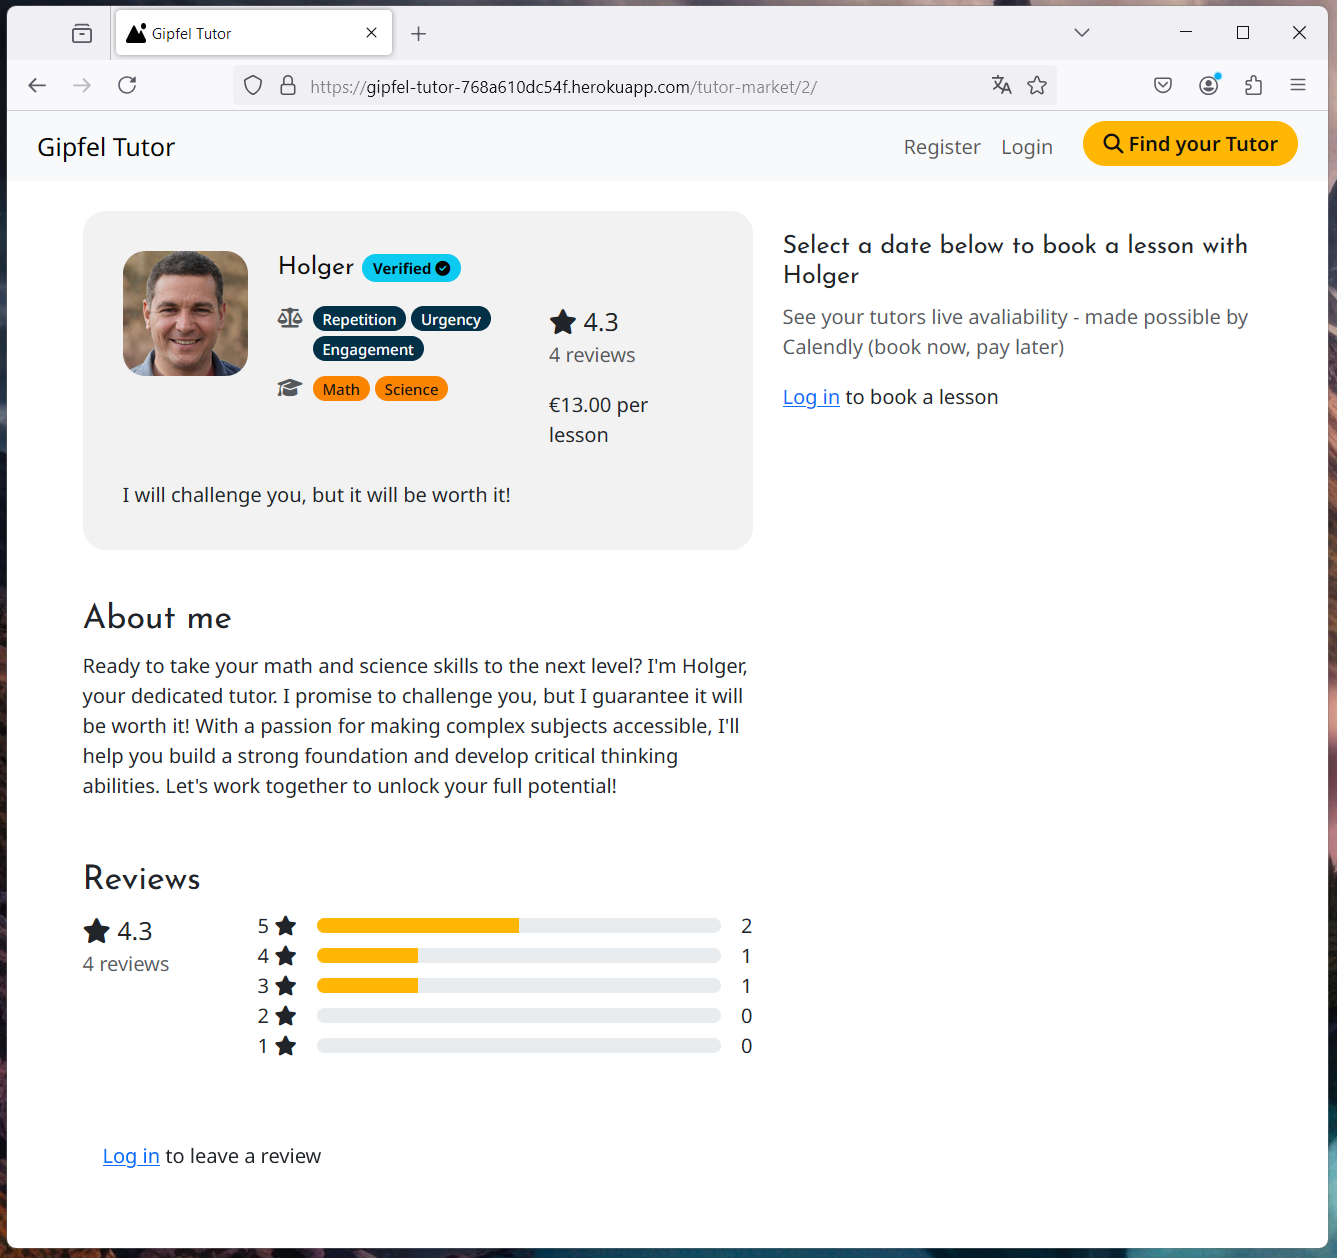 Gipfel Tutor
https://gipfel-tutor-768a610dc54f.herokuapp.com/tutor-market/2/
Gipfel Tutor
Register Login Find your Tutor
Holger Verified
Repetition Urgency
Engagement
Math Science
4.3
4 reviews
€13.00 per
lesson
I will challenge you, but it will be worth it!
Select a date below to book a lesson with
Holger
See your tutors live avaliability - made possible by
Calendly (book now, pay later)
Log in to book a lesson
About me
Ready to take your math and science skills to the next level? I'm Holger,
your dedicated tutor. I promise to challenge you, but I guarantee it will
be worth it! With a passion for making complex subjects accessible, I'll
help you build a strong foundation and develop critical thinking
abilities. Let's work together to unlock your full potential!
Reviews
4.3
4 reviews
5 2
4 1
3 1
2 0
1 0
Log in to leave a review